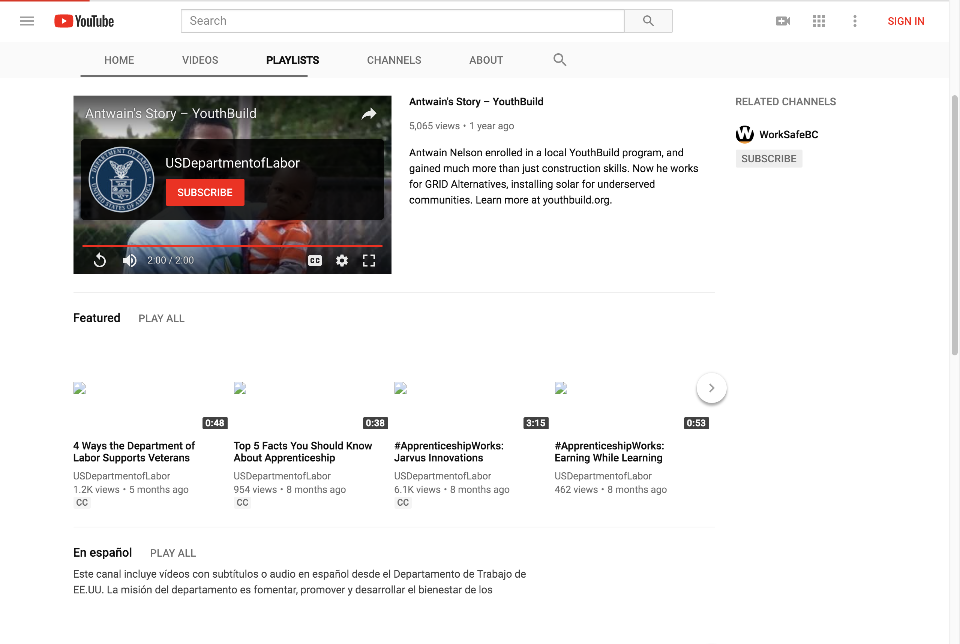 YouTube
Search
SIGN IN
HOME
VIDEOS
PLAYLISTS
CHANNELS
ABOUT
Antwain's Story – YouthBuild
USDepartmentofLabor
SUBSCRIBE
2:00 / 2:00
CC
Antwain's Story – YouthBuild
5,065 views • 1 year ago
Antwain Nelson enrolled in a local YouthBuild program, and
gained much more than just construction skills. Now he works
for GRID Alternatives, installing solar for underserved
communities. Learn more at youthbuild.org.
RELATED CHANNELS
W
WorkSafeBC
SUBSCRIBE
Featured
PLAY ALL
0:48
0:38
3:15
0:53
4 Ways the Department of
Labor Supports Veterans
USDepartmentofLabor
1.2K views • 5 months ago
CC
Top 5 Facts You Should Know
About Apprenticeship
USDepartmentofLabor
954 views • 8 months ago
CC
#ApprenticeshipWorks:
Jarvus Innovations
USDepartmentofLabor
6.1K views • 8 months ago
CC
#ApprenticeshipWorks:
Earning While Learning
USDepartmentofLabor
462 views • 8 months ago
En español
PLAY ALL
Este canal incluye vídeos con subtítulos o audio en español desde el Departamento de Trabajo de
EE.UU. La misión del departamento es fomentar, promover y desarrollar el bienestar de los